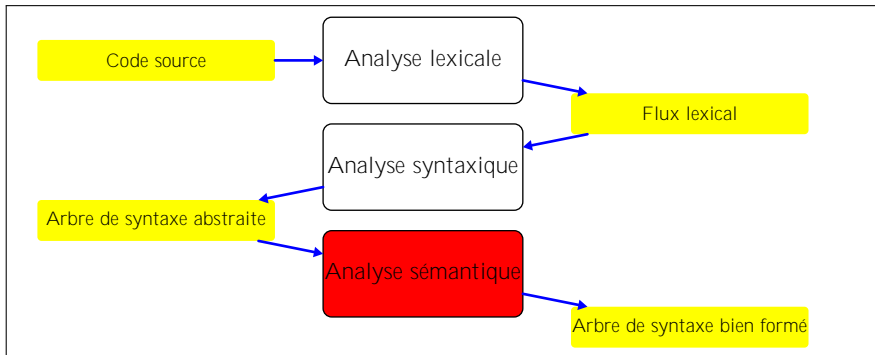 Code source
Analyse lexicale
Flux lexical
Analyse syntaxique
Arbre de syntaxe abstraite
Analyse sémantique
Arbre de syntaxe bien formé